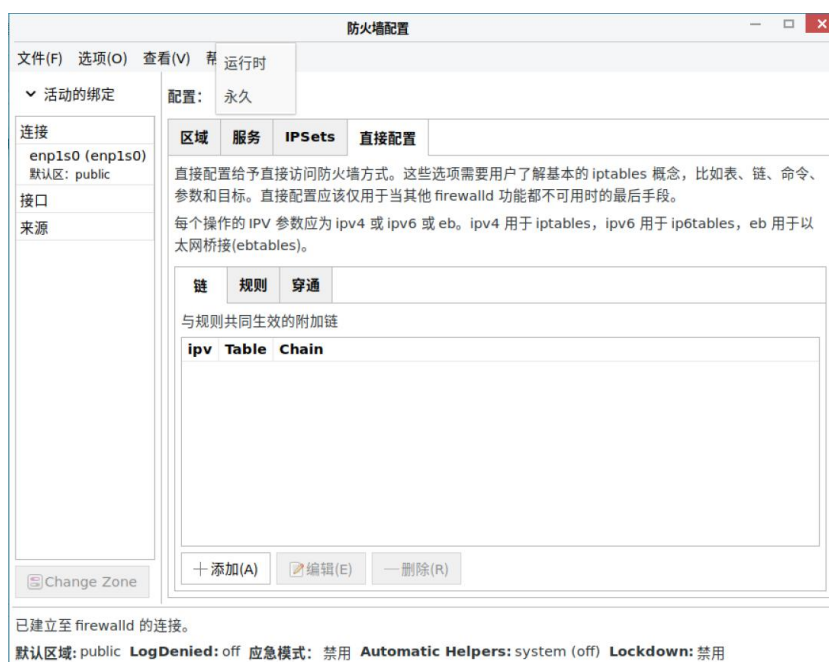 防火墙配置
文件(F) 选项(O) 查看(V)
运行时
永久
活动的绑定
配置:
连接
enp1s0 (enp1s0)
默认区: public
接口
来源
Change Zone
区域 服务 IPSets 直接配置
直接配置给予直接访问防火墙方式。这些选项需要用户了解基本的 iptables 概念，比如表、链、命令、
参数和目标。直接配置应该仅用于当其他 firewalld 功能都不可用时的最后手段。
每个操作的 IPV 参数应为 ipv4 或 ipv6 或 eb。ipv4 用于 iptables，ipv6 用于 ip6tables，eb 用于以
太网桥接(ebtables)。
链 规则 穿通
与规则共同生效的附加链
ipv Table Chain
添加(A) 编辑(E) 删除(R)
已建立至 firewalld 的连接。
默认区域: public LogDenied: off 应急模式: 禁用 Automatic Helpers: system (off) Lockdown: 禁用